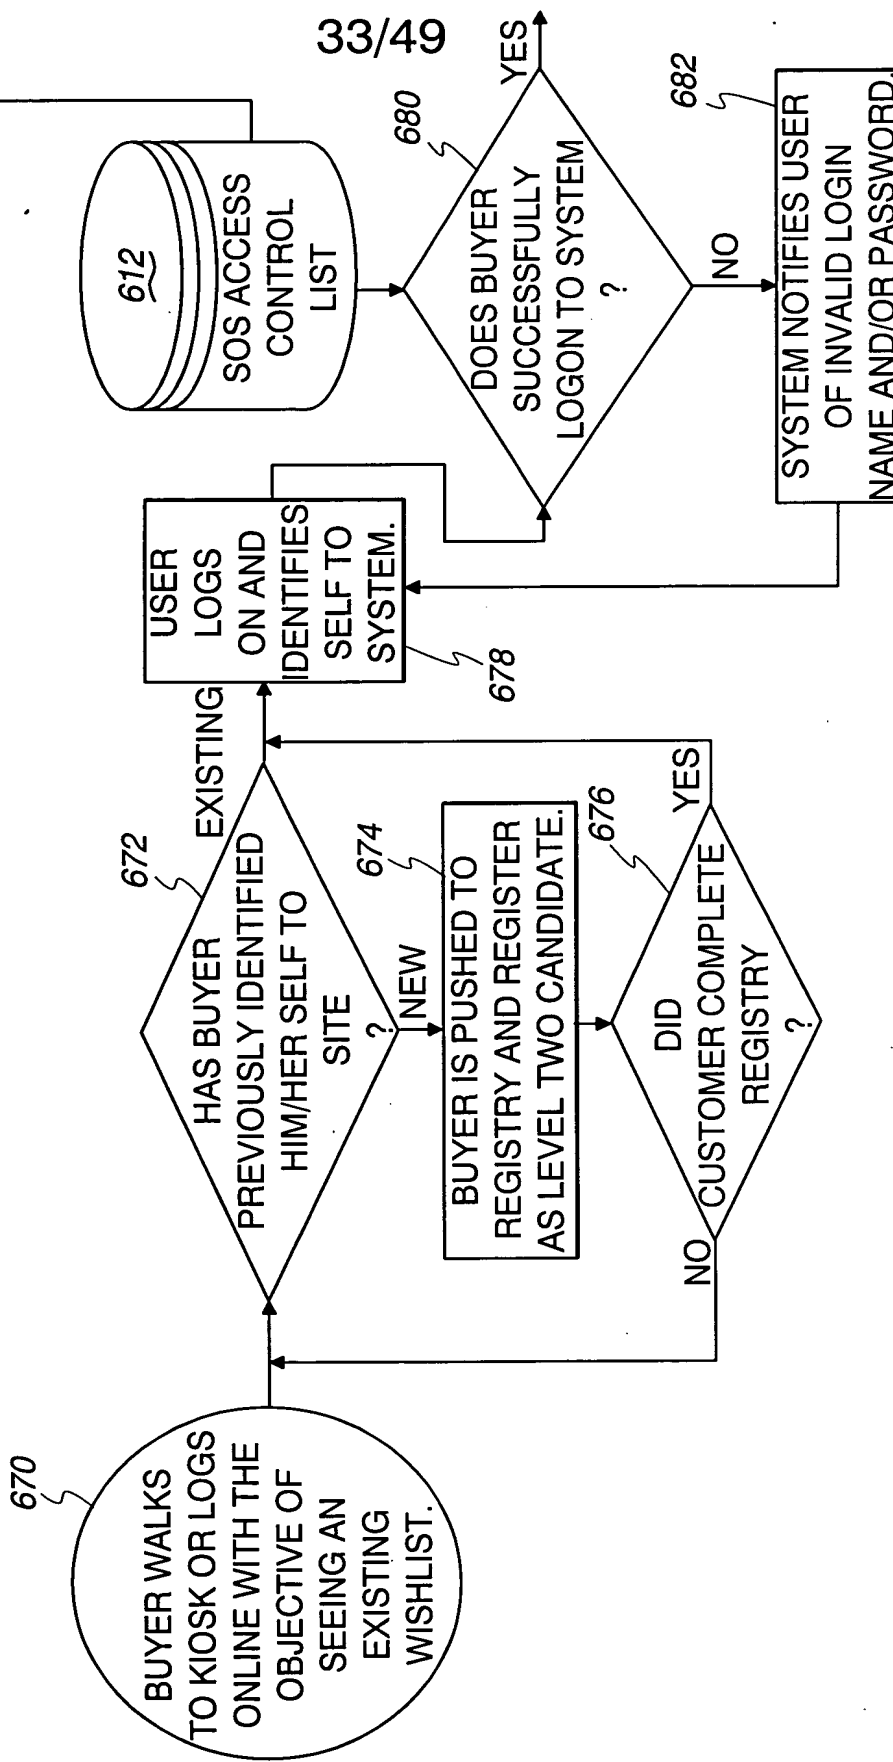 33/49
670
BUYER WALKS
TO KIOSK OR LOGS
ONLINE WITH THE
OBJECTIVE OF
SEEING AN
EXISTING
WISHLIST.
672
HAS BUYER
PREVIOUSLY IDENTIFIED
HIM/HER SELF TO
SITE
?
EXISTING
NEW
674
BUYER IS PUSHED TO
REGISTRY AND REGISTER
AS LEVEL TWO CANDIDATE.
676
DID
CUSTOMER COMPLETE
REGISTRY
?
NO
YES
USER
LOGS
ON AND
IDENTIFIES
SELF TO
SYSTEM.
678
612
SOS ACCESS
CONTROL
LIST
680
DOES BUYER
SUCCESSFULLY
LOGON TO SYSTEM
?
YES
NO
682
SYSTEM NOTIFIES USER
OF INVALID LOGIN
NAME AND/OR PASSWORD.